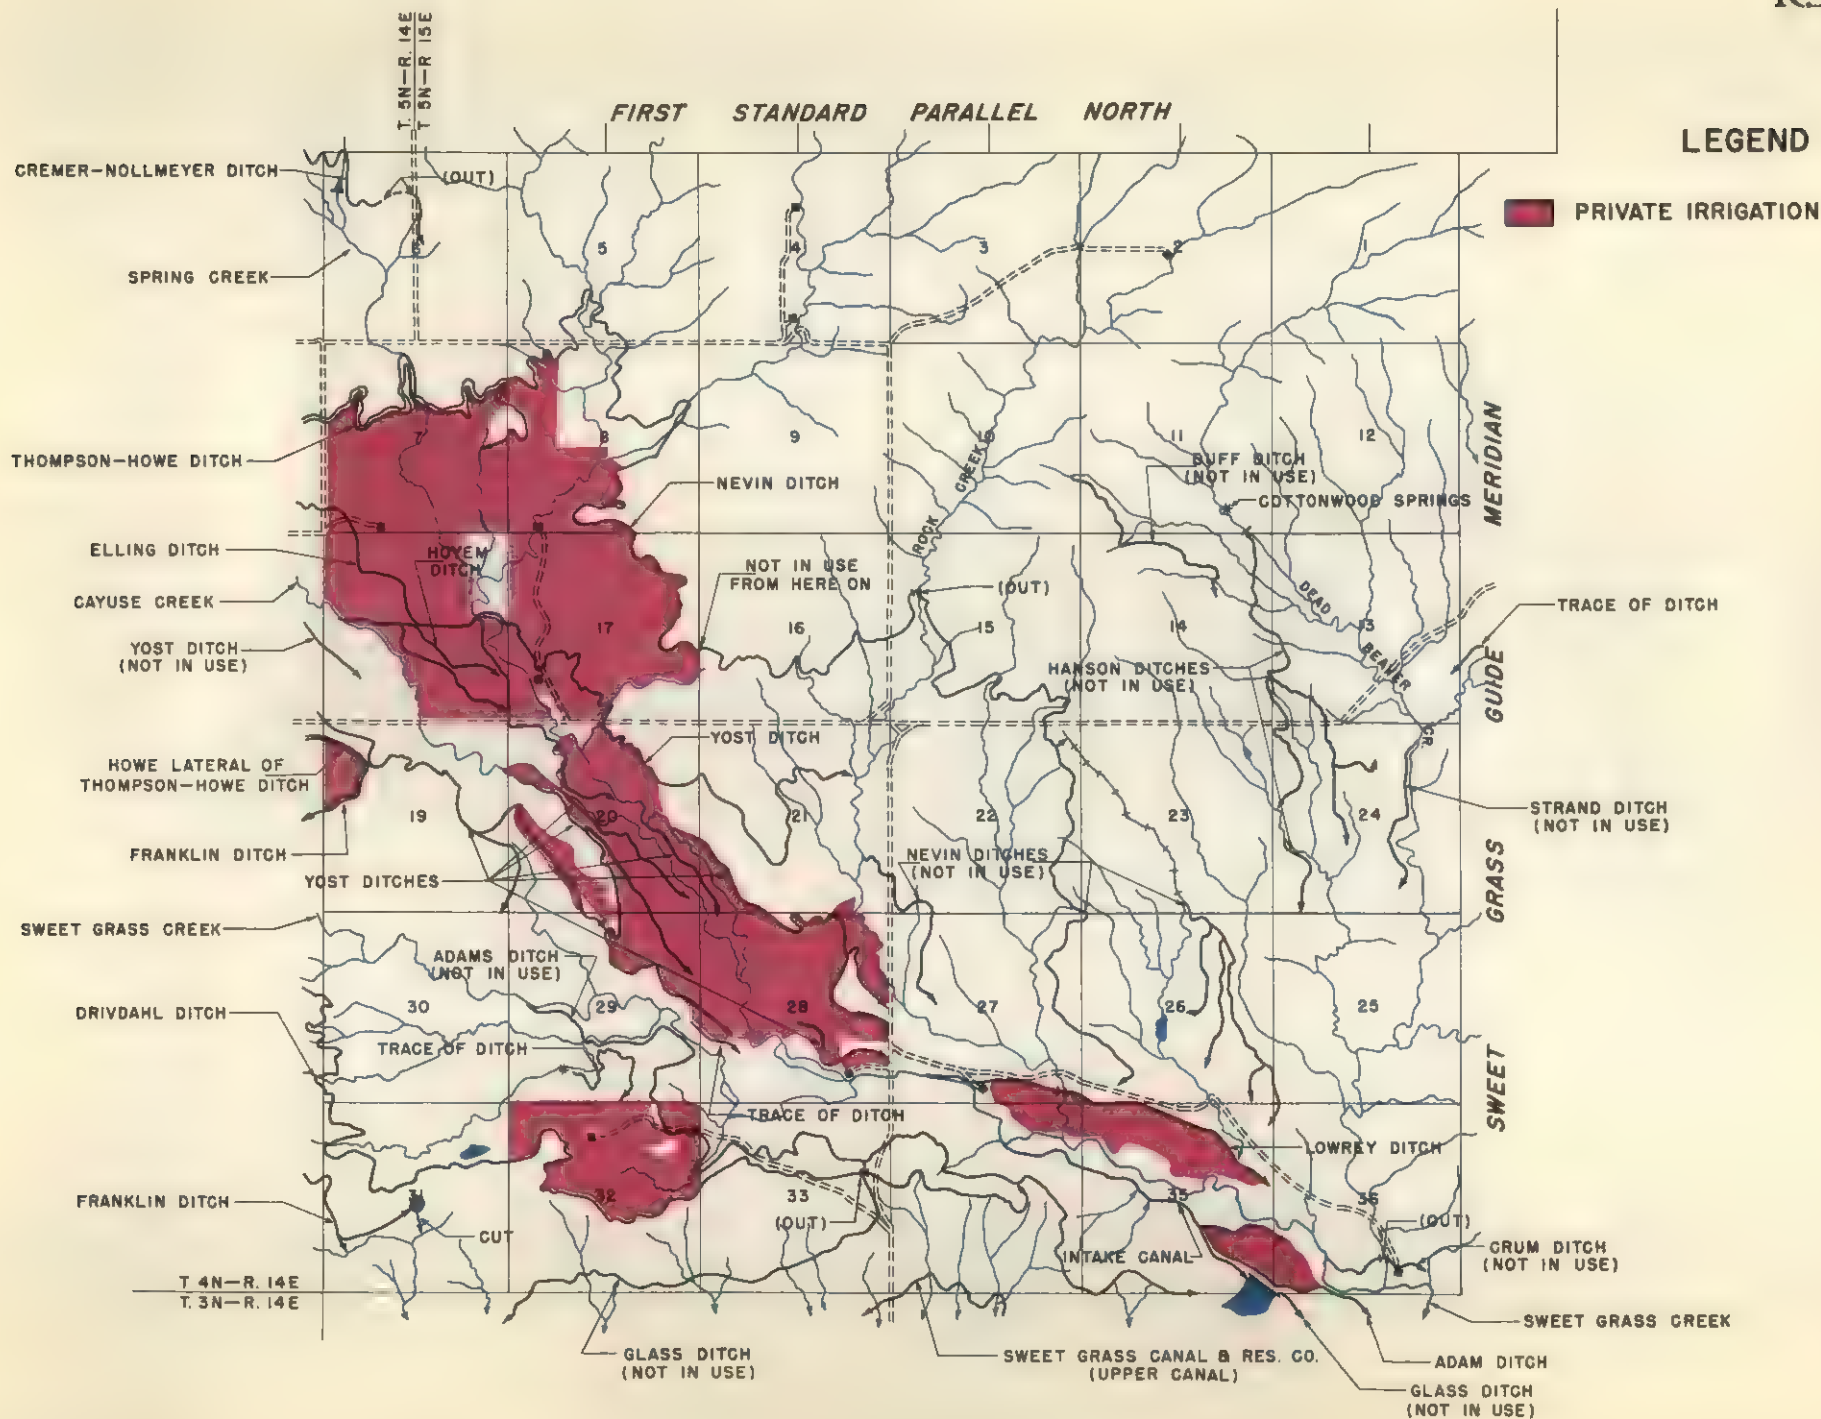 T. 5N–R. 14E
T. 5N–R 15E
FIRST STANDARD PARALLEL NORTH
LEGEND
PRIVATE IRRIGATION
CREMER-NOLLMEYER DITCH
(OUT)
SPRING CREEK
6
5
4
3
2
1
THOMPSON-HOWE DITCH
7
8
9
10
11
12
NEVIN DITCH
ROCK CREEK
BUFF DITCH
(NOT IN USE)
COTTONWOOD SPRINGS
MERIDIAN
ELLING DITCH
HOYEM
DITCH
NOT IN USE
FROM HERE ON
(OUT)
CAYUSE CREEK
YOST DITCH
(NOT IN USE)
17
16
15
14
13
DEAD BEAVER CR.
TRACE OF DITCH
HANSON DITCHES
(NOT IN USE)
GUIDE
YOST DITCH
HOWE LATERAL OF
THOMPSON-HOWE DITCH
19
20
21
22
23
24
STRAND DITCH
(NOT IN USE)
FRANKLIN DITCH
YOST DITCHES
NEVIN DITCHES
(NOT IN USE)
GRASS
SWEET GRASS CREEK
ADAMS DITCH
(NOT IN USE)
DRIVDAHL DITCH
30
29
28
27
26
25
TRACE OF DITCH
TRACE OF DITCH
SWEET
LOWREY DITCH
FRANKLIN DITCH
31
32
33
35
36
CUT
(OUT)
(OUT)
INTAKE CANAL
CRUM DITCH
(NOT IN USE)
T. 4N–R. 14E
T. 3N–R. 14E
SWEET GRASS CREEK
GLASS DITCH
(NOT IN USE)
SWEET GRASS CANAL & RES. CO.
(UPPER CANAL)
ADAM DITCH
GLASS DITCH
(NOT IN USE)